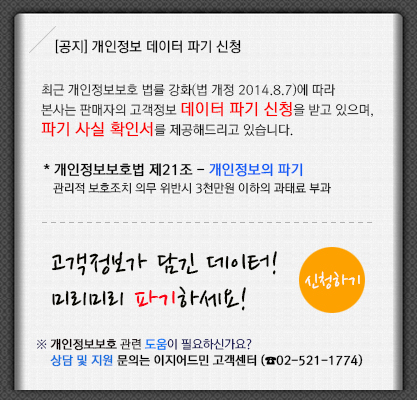 [공지] 개인정보 데이터 파기 신청
최근 개인정보보호 법률 강화(법 개정 2014.8.7)에 따라
본사는 판매자의 고객정보 데이터 파기 신청을 받고 있으며,
파기 사실 확인서를 제공해드리고 있습니다.
* 개인정보보호법 제21조 - 개인정보의 파기
관리적 보호조치 의무 위반시 3천만원 이하의 과태료 부과
고객정보가 담긴 데이터!
미리미리 파기하세요!
신청하기
※ 개인정보보호 관련 도움이 필요하신가요?
상담 및 지원 문의는 이지어드민 고객센터 (☎02-521-1774)